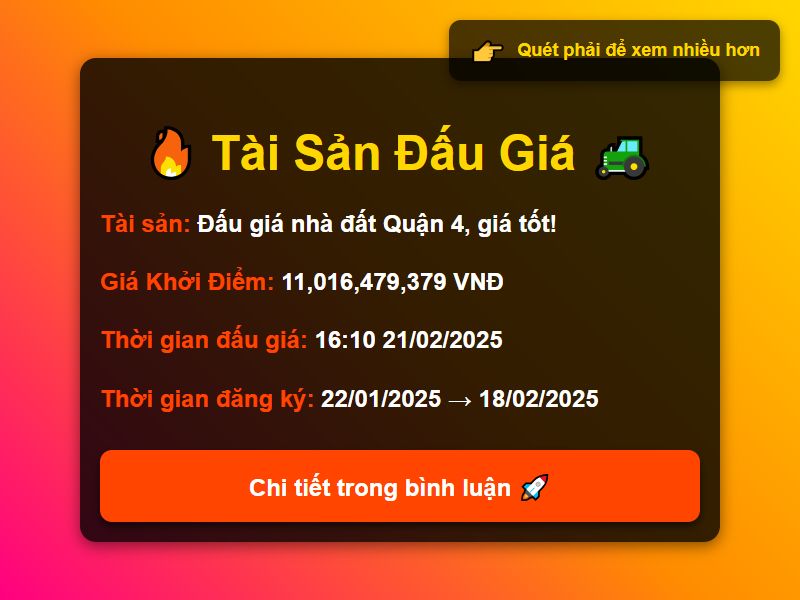 Quét phải để xem nhiều hơn
Tài Sản Đấu Giá
Tài sản: Đấu giá nhà đất Quận 4, giá tốt!
Giá Khởi Điểm: 11,016,479,379 VNĐ
Thời gian đấu giá: 16:10 21/02/2025
Thời gian đăng ký: 22/01/2025 → 18/02/2025
Chi tiết trong bình luận